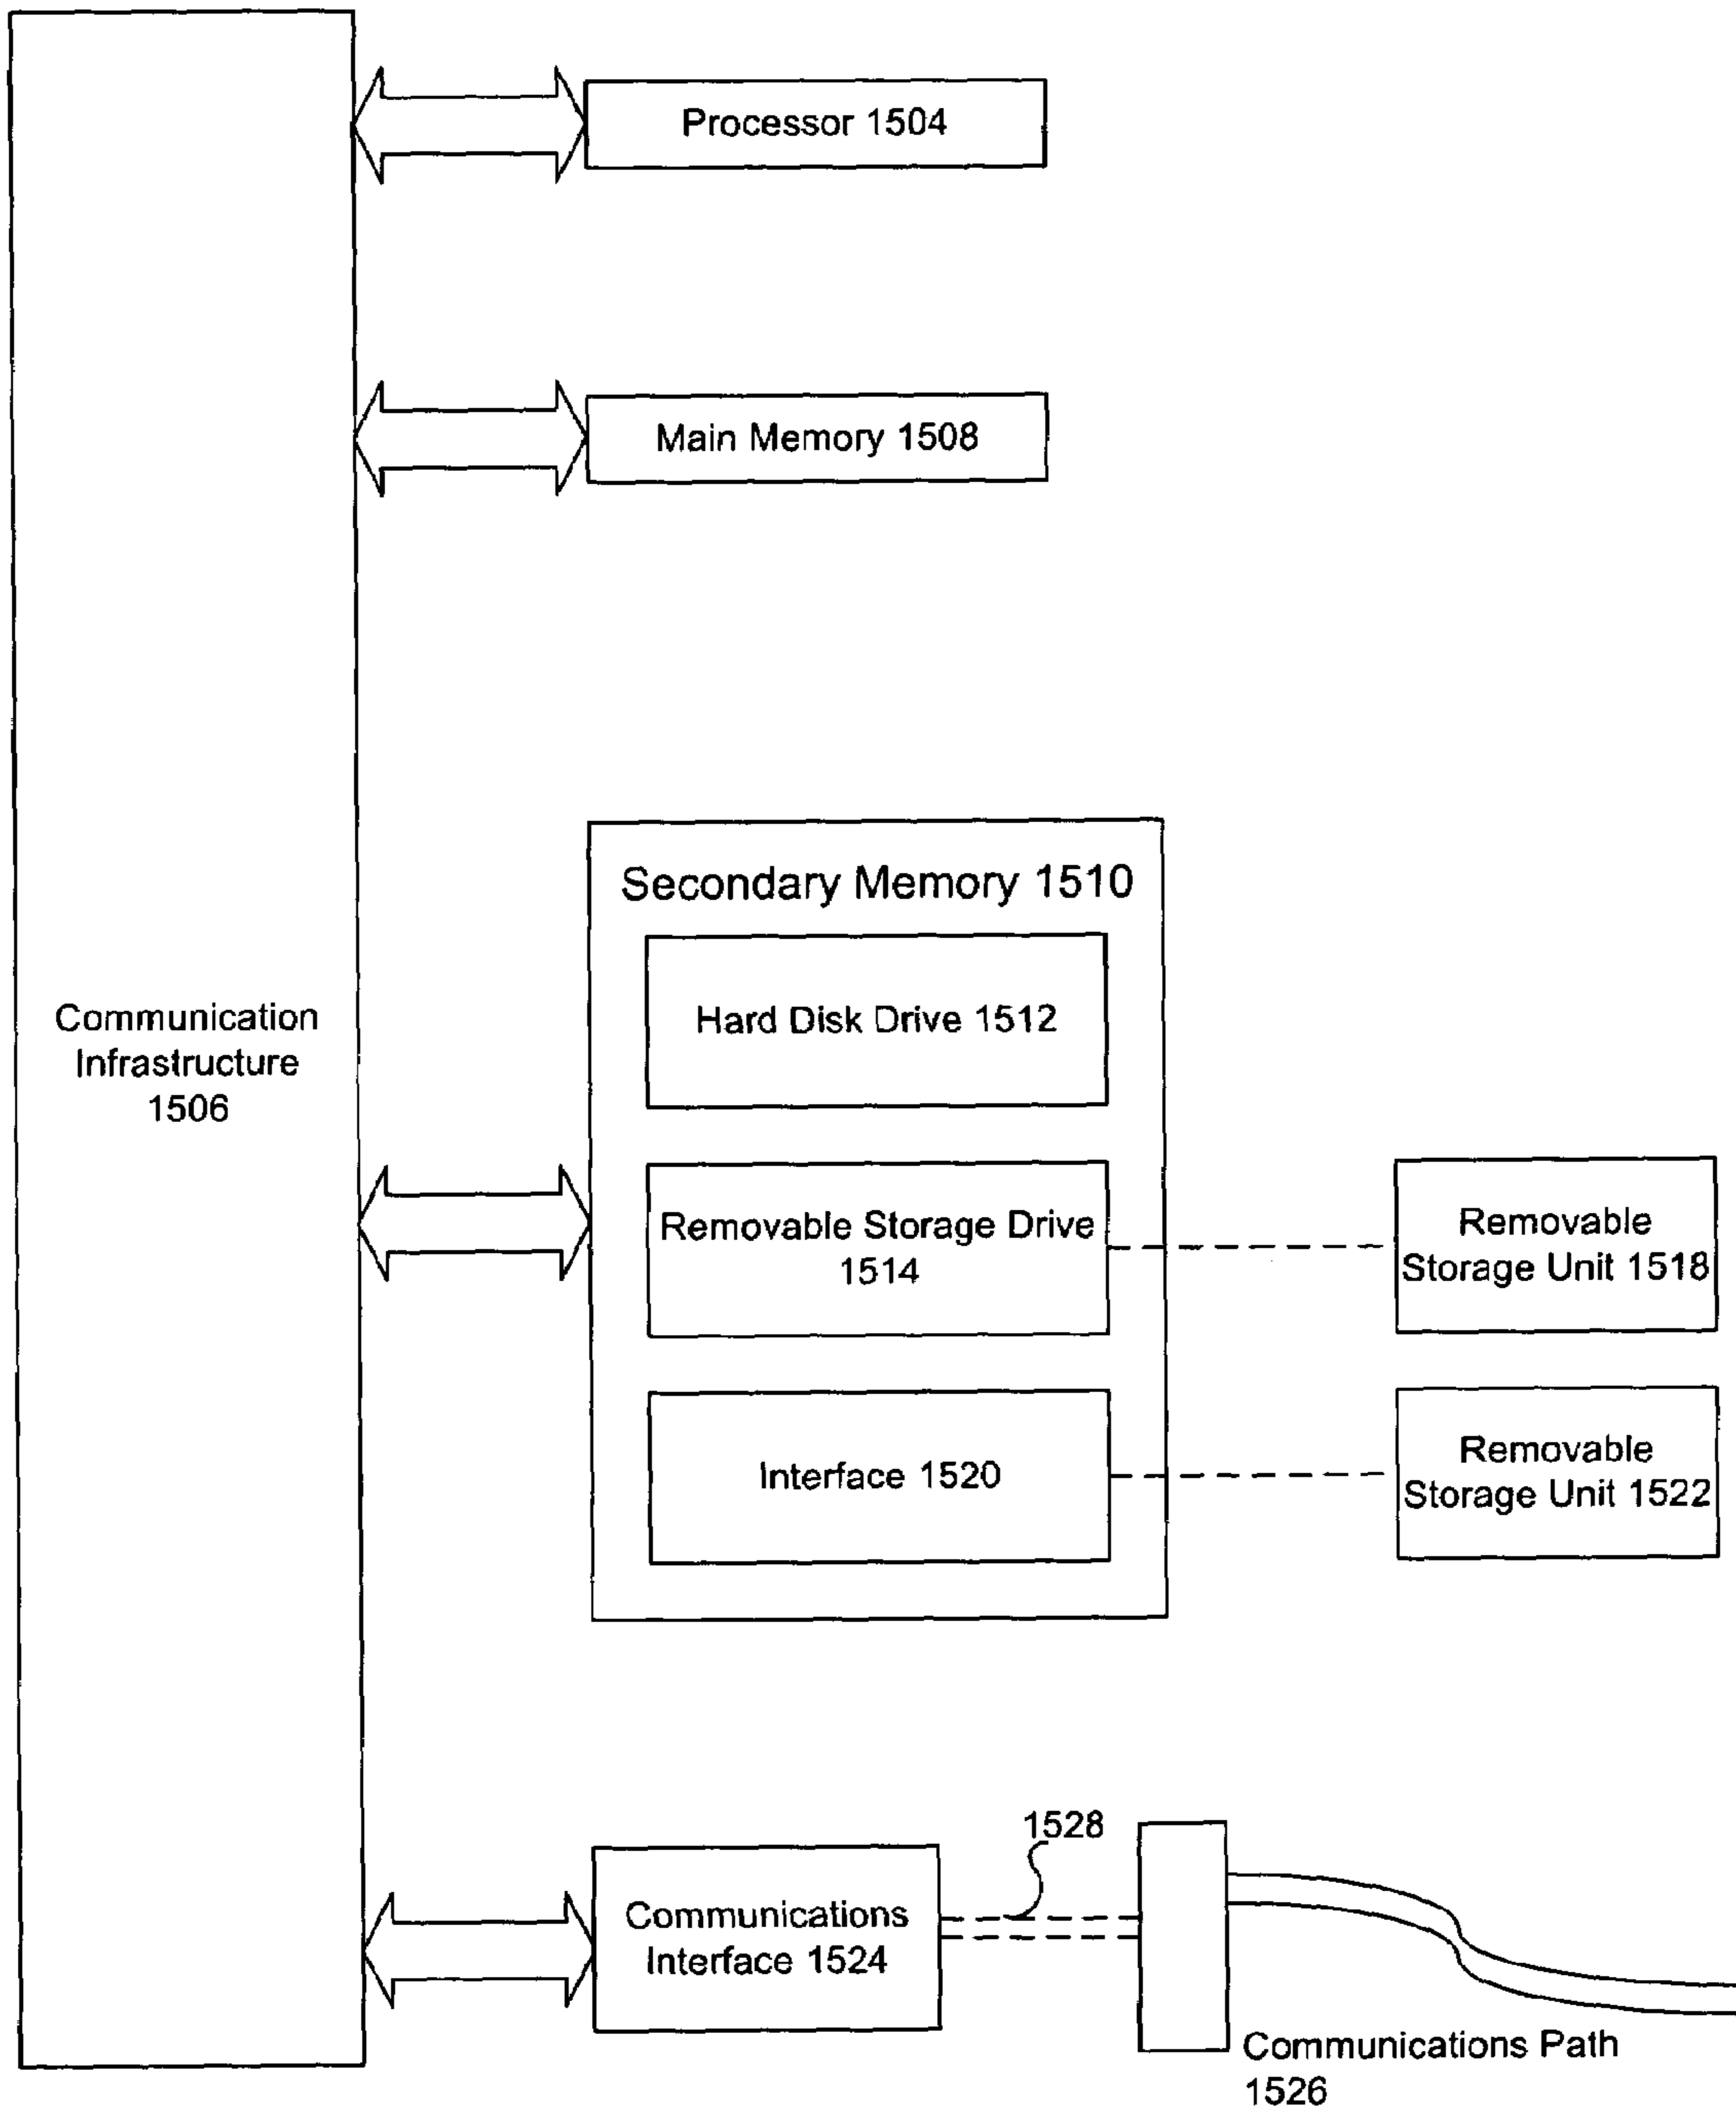 Processor 1504
Main Memory 1508
Secondary Memory 1510
Hard Disk Drive 1512
Communication
Infrastructure
1506
Removable Storage Drive
1514
Removable
Storage Unit 1518
Interface 1520
Removable
Storage Unit 1522
1528
Communications
Interface 1524
Communications Path
1526